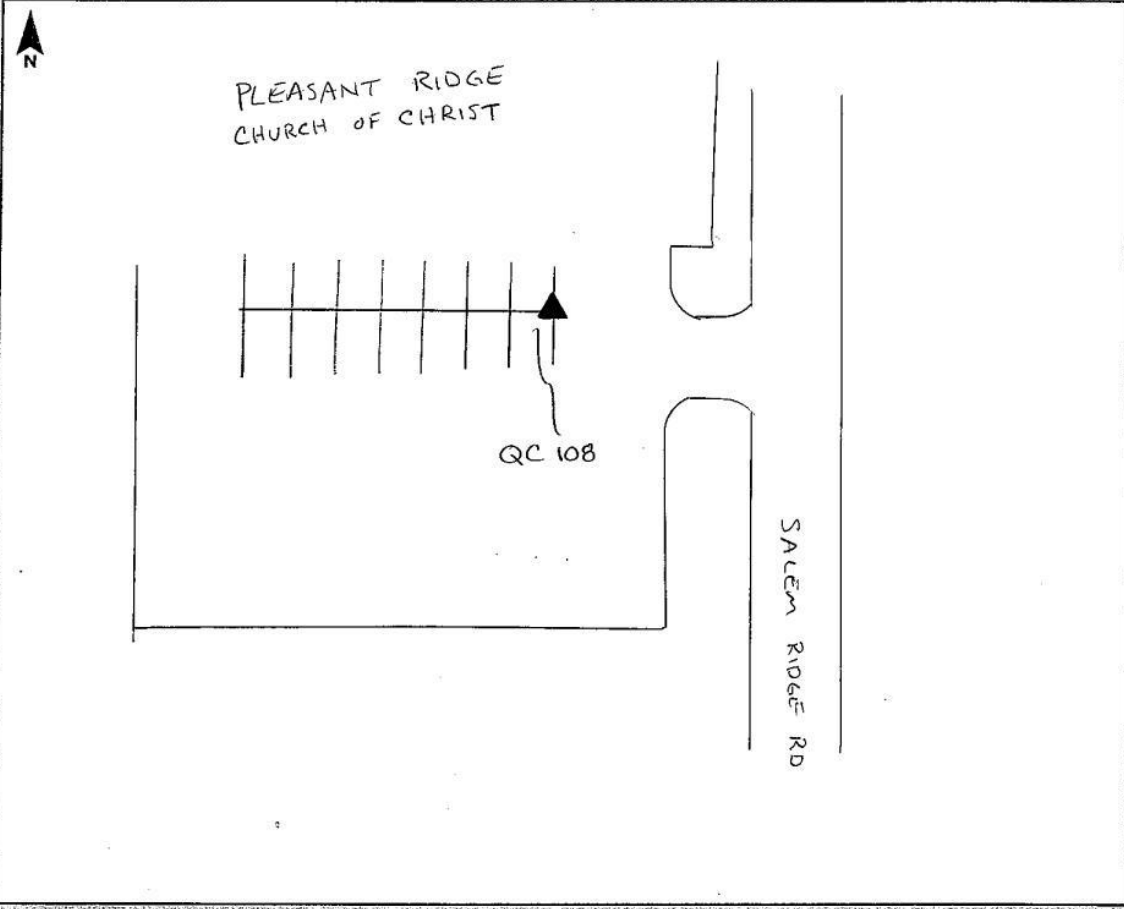 N
PLEASANT RIDGE
CHURCH OF CHRIST
QC 108
SALEM RIDGE RD